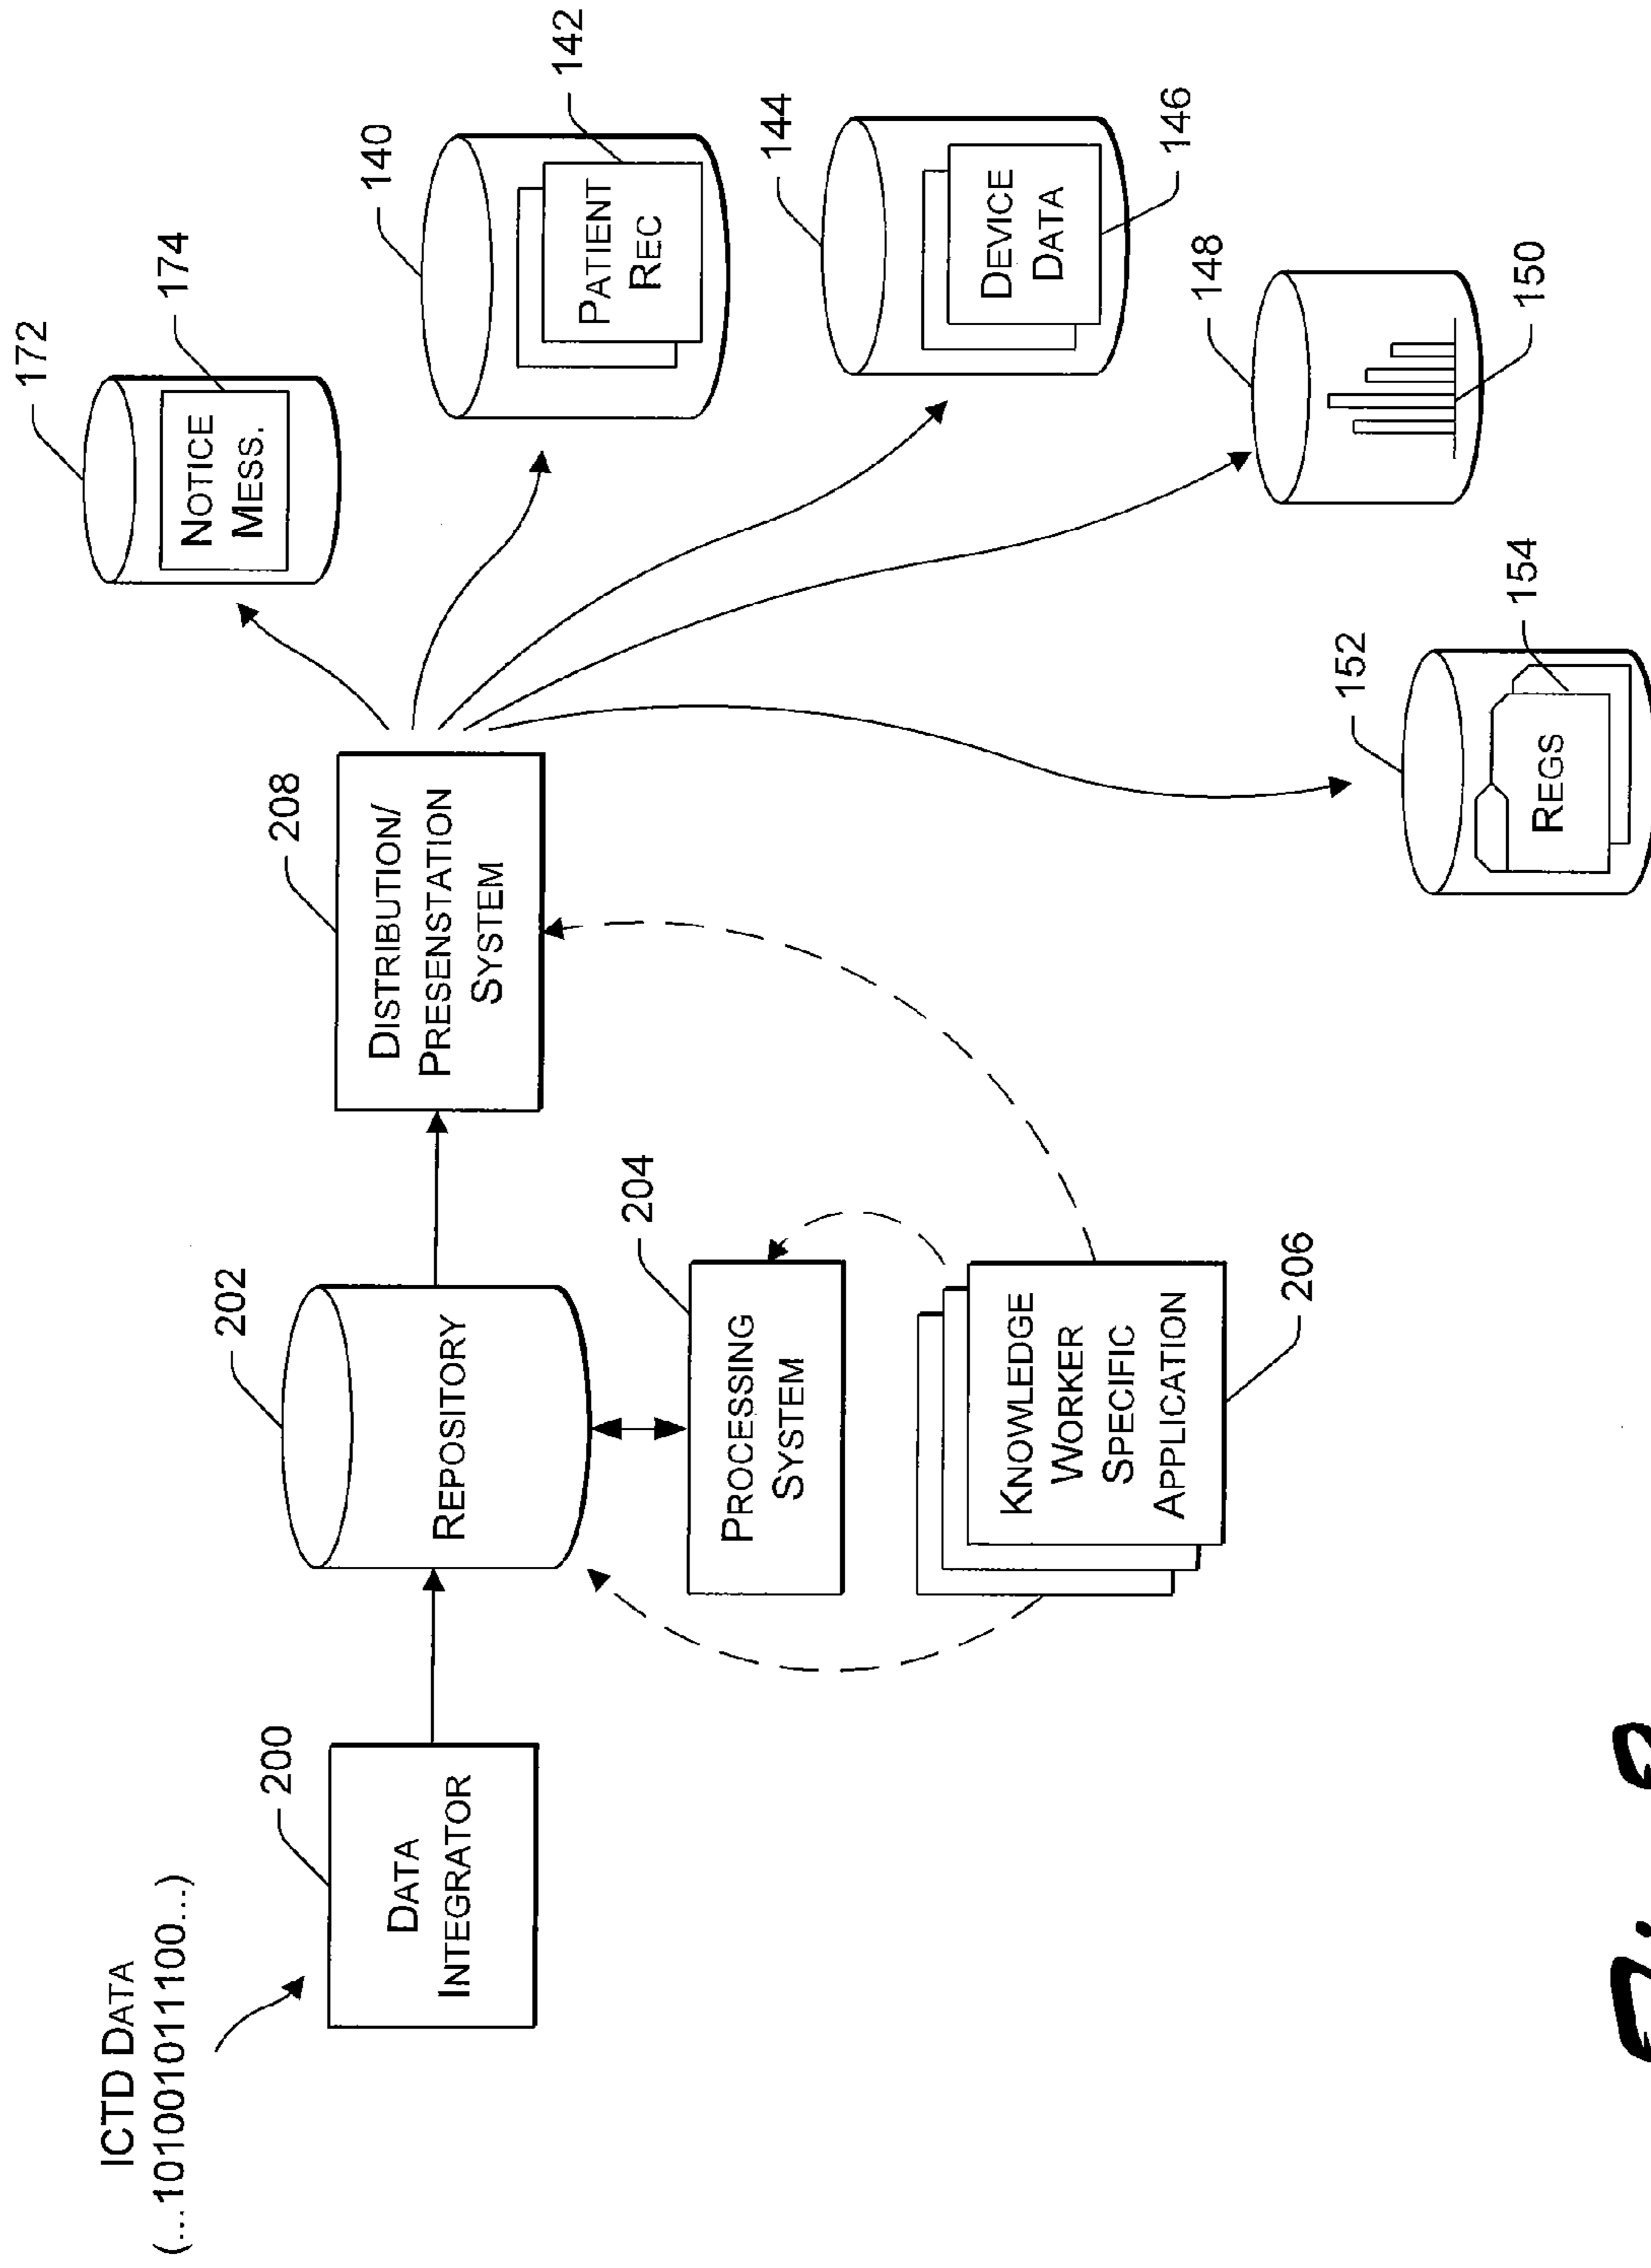 ICTD DATA
(...10100101011100...)
200
DATA
INTEGRATOR
202
REPOSITORY
204
PROCESSING
SYSTEM
KNOWLEDGE
WORKER
SPECIFIC
APPLICATION
206
208
DISTRIBUTION/
PRESENSTATION
SYSTEM
172
174
NOTICE
MESS.
140
142
PATIENT
REC
144
DEVICE
DATA
146
148
150
152
154
REGS